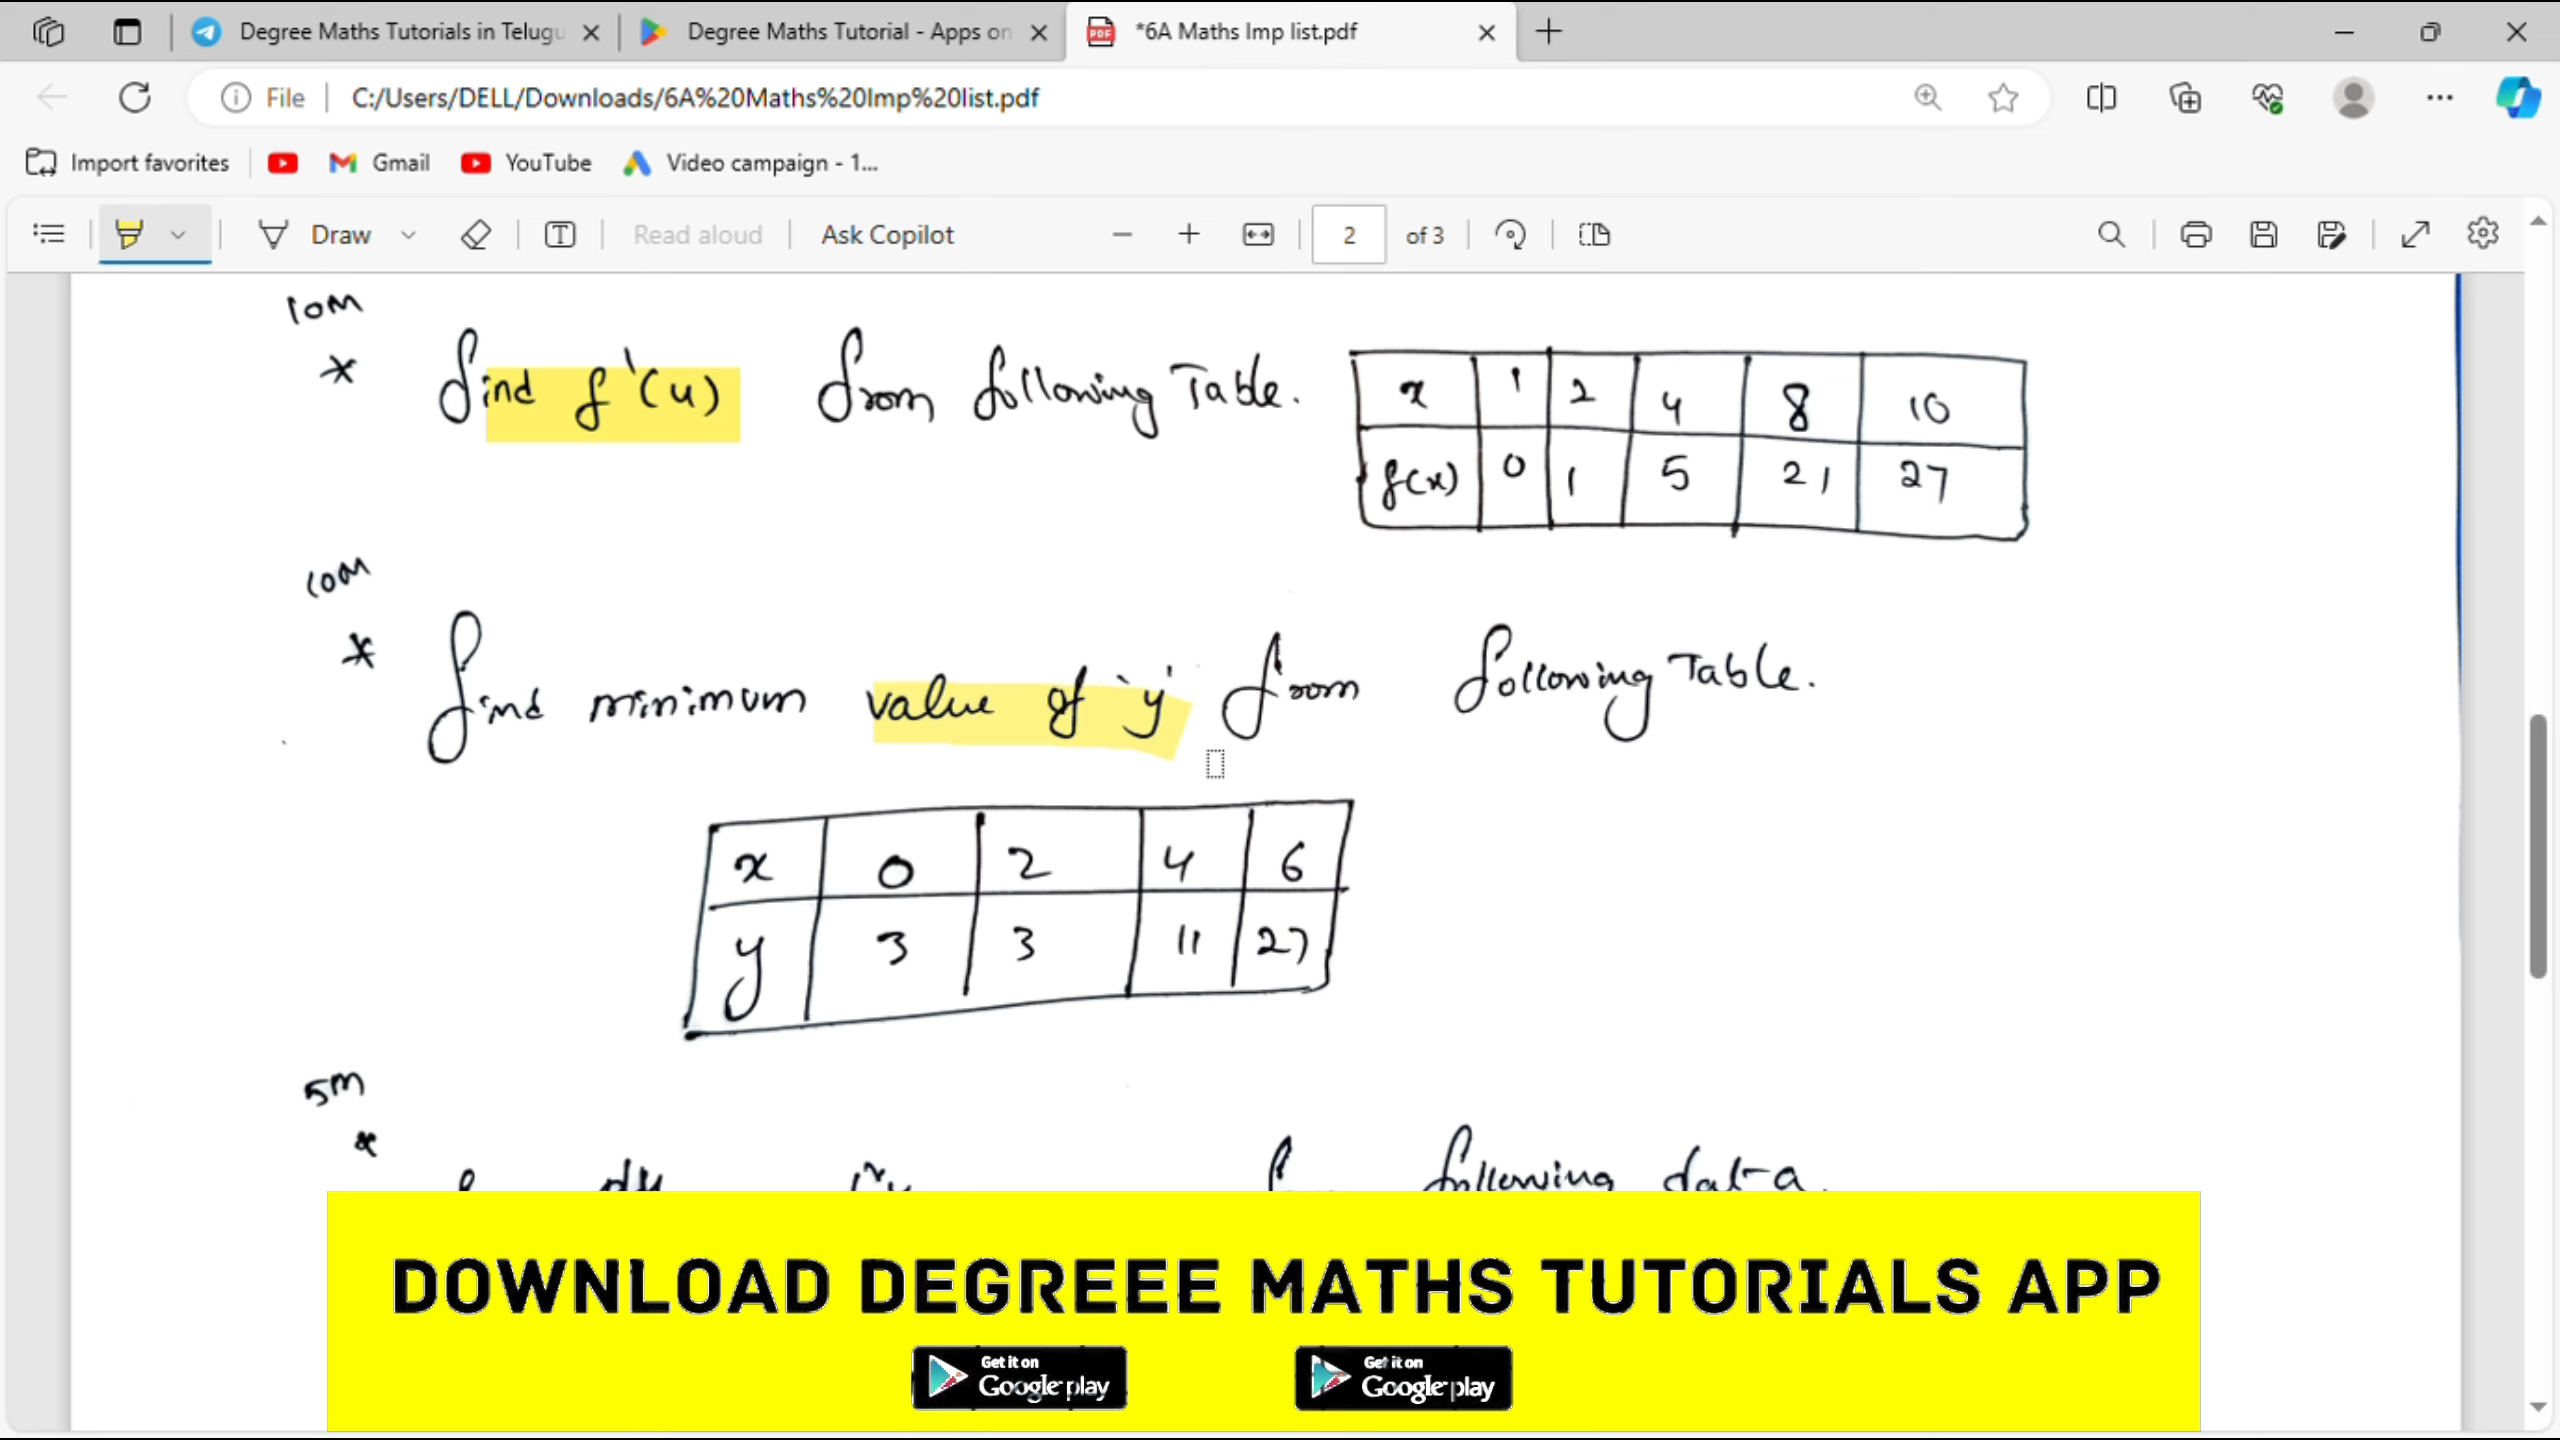 Degree Maths Tutorials in Telugu
Degree Maths Tutorial - Apps on
*6A Maths Imp list.pdf
File
C:/Users/DELL/Downloads/6A%20Maths%20Imp%20list.pdf
Import favorites
Gmail
YouTube
Video campaign - 1...
Draw
Read aloud
Ask Copilot
2 of 3
10M
* find f'(4) from following Table.
x 1 2 4 8 10
f(x) 0 1 5 21 27
10M
* find minimum value of 'y' from following Table.
x 0 2 4 6
y 3 3 11 27
5M
*
following data.
DOWNLOAD DEGREEE MATHS TUTORIALS APP
Get it on
Google play
Get it on
Google play